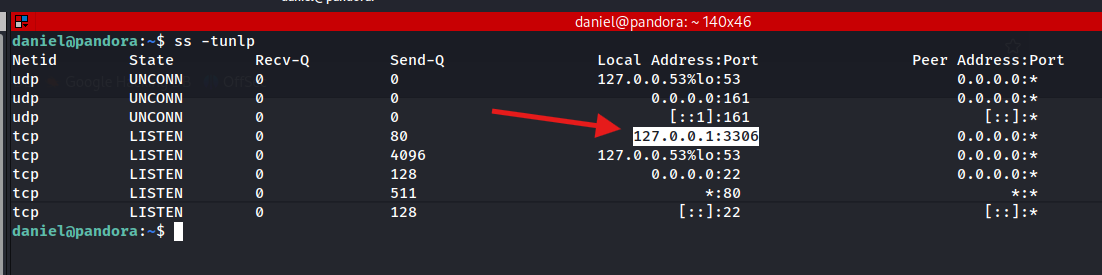 daniel@pandora: ~ 140x46
daniel@pandora:~$ ss -tunlp
Netid State Recv-Q Send-Q Local Address:Port Peer Address:Port
udp UNCONN 0 0 127.0.0.53%lo:53 0.0.0.0:*
udp UNCONN 0 0 0.0.0.0:161 0.0.0.0:*
udp UNCONN 0 0 [::1]:161 [::]:*
tcp LISTEN 0 80 127.0.0.1:3306 0.0.0.0:*
tcp LISTEN 0 4096 127.0.0.53%lo:53 0.0.0.0:*
tcp LISTEN 0 128 0.0.0.0:22 0.0.0.0:*
tcp LISTEN 0 511 *:80 *:*
tcp LISTEN 0 128 [::]:22 [::]:*
daniel@pandora:~$